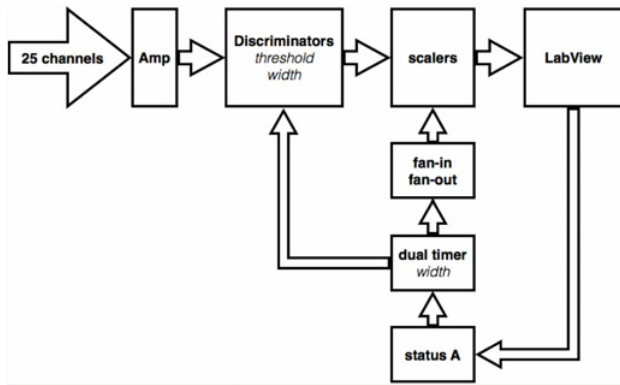 25 channels
Amp
Discriminators
threshold
width
scalers
LabView
fan-in
fan-out
dual timer
width
status A